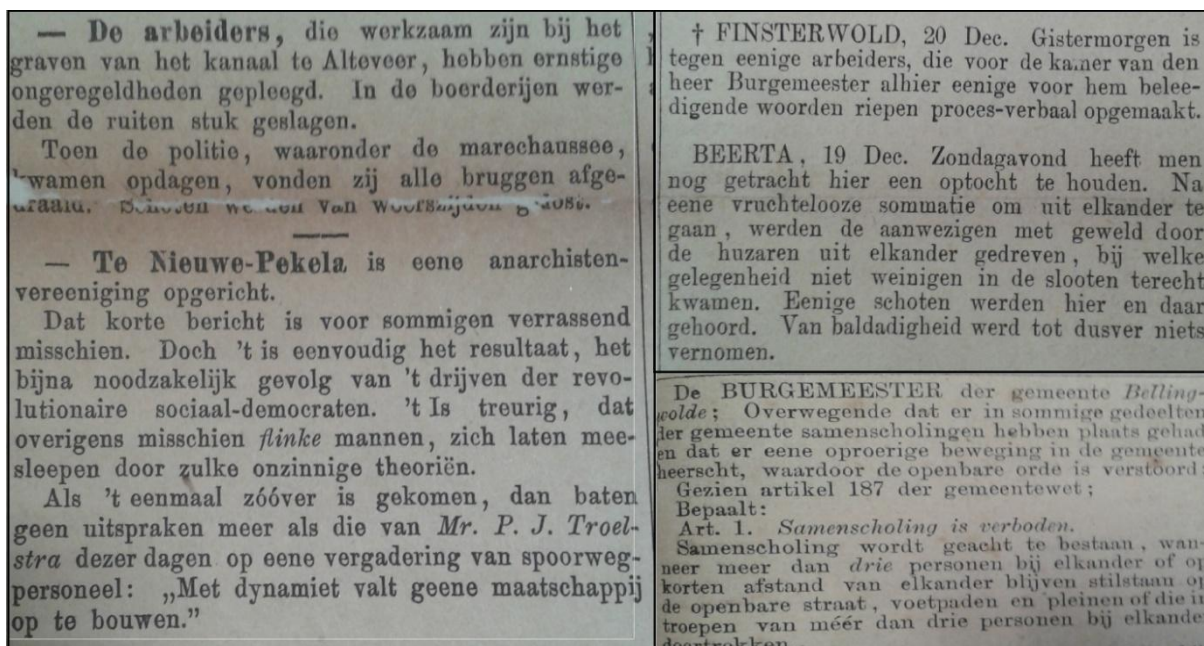 — De arbeiders, die werkzaam zijn bij het
graven van het kanaal te Alteveer, hebben ernstige
ongeregeldheden gepleegd. In de boerderijen wer-
den de ruiten stuk geslagen.
Toen de politie, waaronder de marechaussee,
kwamen opdagen, vonden zij alle bruggen afge-
draaid. Schoten werden van weerszijden gelost.
— Te Nieuwe-Pekela is eene anarchisten-
vereeniging opgericht.
Dat korte bericht is voor sommigen verrassend
misschien. Doch 't is eenvoudig het resultaat, het
bijna noodzakelijk gevolg van 't drijven der revo-
lutionaire sociaal-democraten. 't Is treurig, dat
overigens misschien flinke mannen, zich laten mee-
sleepen door zulke onzinnige theoriën.
Als 't eenmaal zóóver is gekomen, dan baten
geen uitspraken meer als die van Mr. P. J. Troel-
stra dezer dagen op eene vergadering van spoorweg-
personeel: „Met dynamiet valt geene maatschappij
op te bouwen.”
† FINSTERWOLD, 20 Dec. Gistermorgen is
tegen eenige arbeiders, die voor de kamer van den
heer Burgemeester alhier eenige voor hem belee-
digende woorden riepen proces-verbaal opgemaakt.
BEERTA, 19 Dec. Zondagavond heeft men
nog getracht hier een optocht te houden. Na
eene vruchtelooze sommatie om uit elkander te
gaan, werden de aanwezigen met geweld door
de huzaren uit elkander gedreven, bij welke
gelegenheid niet weinigen in de slooten terecht
kwamen. Eenige schoten werden hier en daar
gehoord. Van baldadigheid werd tot dusver niets
vernomen.
De BURGEMEESTER der gemeente Belling-
wolde; Overwegende dat er in sommige gedeelten
der gemeente samenscholingen hebben plaats gehad
en dat er eene oproerige beweging in de gemeente
heerscht, waardoor de openbare orde is verstoord;
Gezien artikel 187 der gemeentewet;
Bepaalt:
Art. 1. Samenscholing is verboden.
Samenscholing wordt geacht te bestaan, wan-
neer meer dan drie personen bij elkander of op
korten afstand van elkander blijven stilstaan op
de openbare straat, voetpaden en pleinen of die in
troepen van méér dan drie personen bij elkander